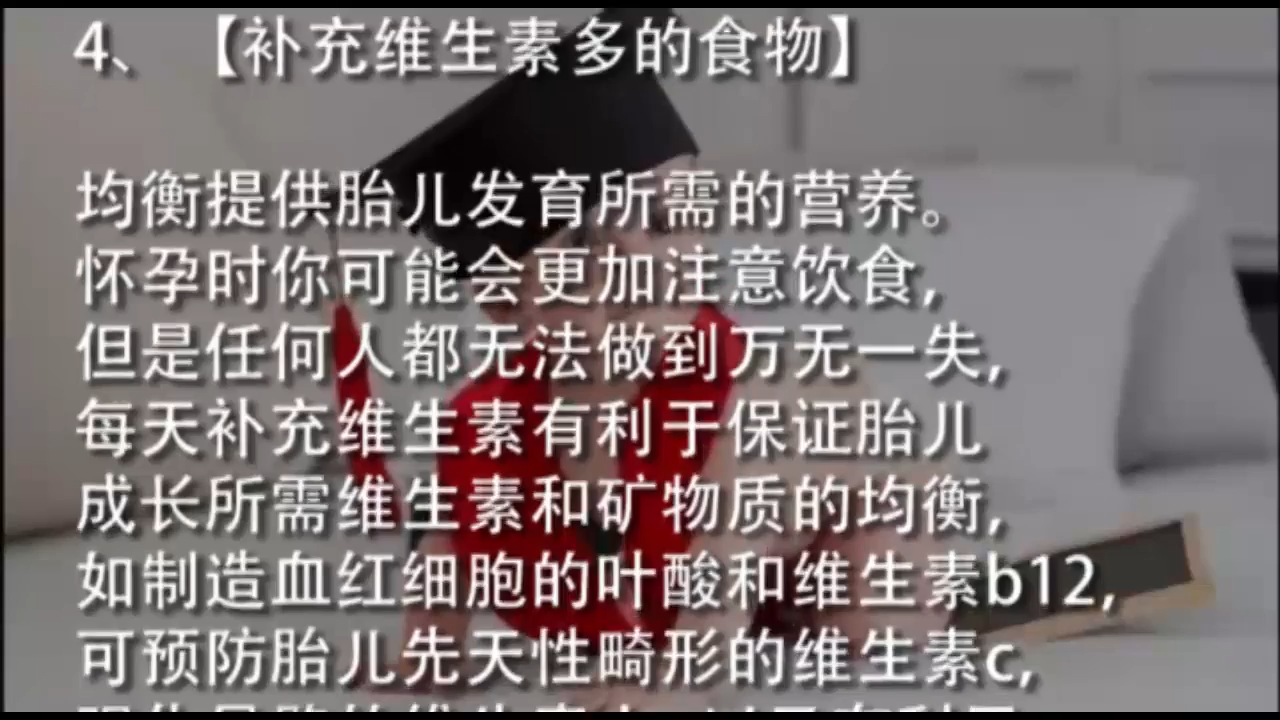 4、【补充维生素多的食物】
均衡提供胎儿发育所需的营养。
怀孕时你可能会更加注意饮食,
但是任何人都无法做到万无一失,
每天补充维生素有利于保证胎儿
成长所需维生素和矿物质的均衡,
如制造血红细胞的叶酸和维生素b12,
可预防胎儿先天性畸形的维生素c,